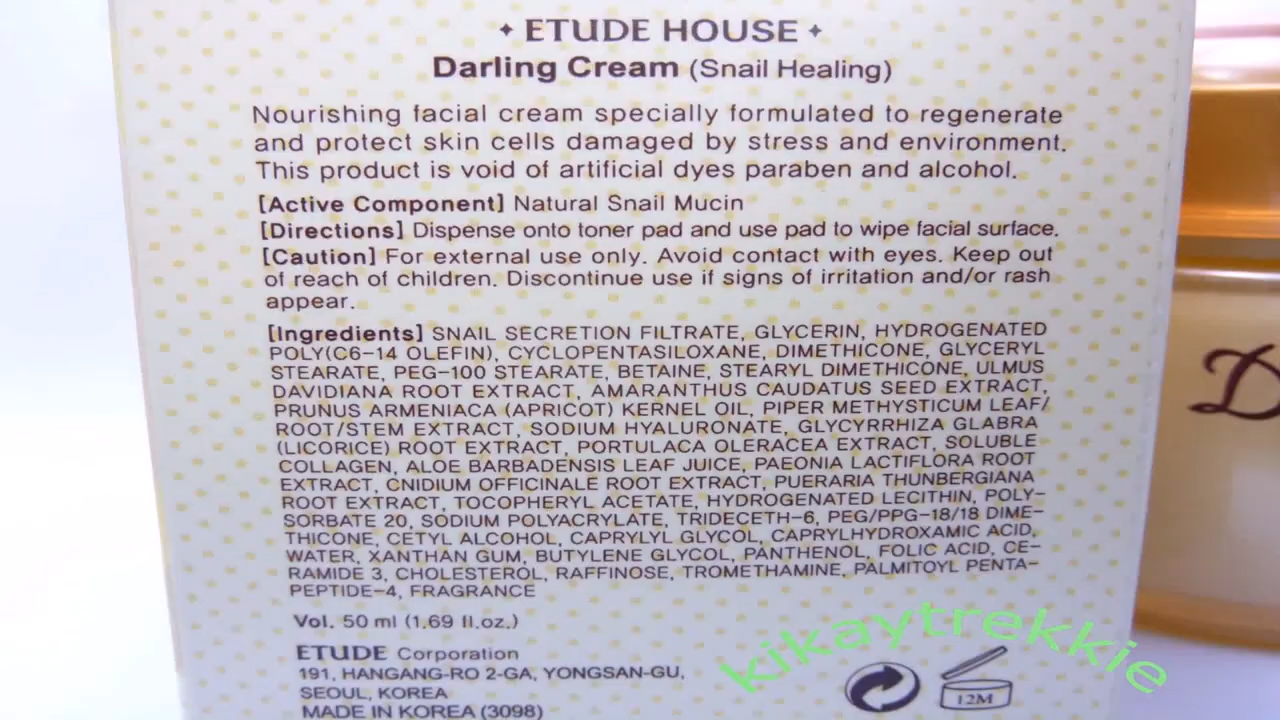 ETUDE HOUSE
Darling Cream (Snail Healing)
Nourishing facial cream specially formulated to regenerate
and protect skin cells damaged by stress and environment.
This product is void of artificial dyes paraben and alcohol.
[Active Component] Natural Snail Mucin
[Directions] Dispense onto toner pad and use pad to wipe facial surface.
[Caution] For external use only. Avoid contact with eyes. Keep out
of reach of children. Discontinue use if signs of irritation and/or rash
appear.
[Ingredients] SNAIL SECRETION FILTRATE, GLYCERIN, HYDROGENATED
POLY(C6-14 OLEFIN), CYCLOPENTASILOXANE, DIMETHICONE, GLYCERYL
STEARATE, PEG-100 STEARATE, BETAINE, STEARYL DIMETHICONE, ULMUS
DAVIDIANA ROOT EXTRACT, AMARANTHUS CAUDATUS SEED EXTRACT,
PRUNUS ARMENIACA (APRICOT) KERNEL OIL, PIPER METHYSTICUM LEAF/
ROOT/STEM EXTRACT, SODIUM HYALURONATE, GLYCYRRHIZA GLABRA
(LICORICE) ROOT EXTRACT, PORTULACA OLERACEA EXTRACT, SOLUBLE
COLLAGEN, ALOE BARBADENSIS LEAF JUICE, PAEONIA LACTIFLORA ROOT
EXTRACT, CNIDIUM OFFICINALE ROOT EXTRACT, PUERARIA THUNBERGIANA
ROOT EXTRACT, TOCOPHERYL ACETATE, HYDROGENATED LECITHIN, POLY-
SORBATE 20, SODIUM POLYACRYLATE, TRIDECETH-6, PEG/PPG-18/18 DIME-
THICONE, CETYL ALCOHOL, CAPRYLYL GLYCOL, CAPRYLHYDROXAMIC ACID,
WATER, XANTHAN GUM, BUTYLENE GLYCOL, PANTHENOL, FOLIC ACID, CE-
RAMIDE 3, CHOLESTEROL, RAFFINOSE, TROMETHAMINE, PALMITOYL PENTA-
PEPTIDE-4, FRAGRANCE
Vol. 50 ml (1.69 fl.oz.)
ETUDE Corporation
191, HANGANG-RO 2-GA, YONGSAN-GU,
SEOUL, KOREA
MADE IN KOREA (3098)
12M
kikaytrekkie